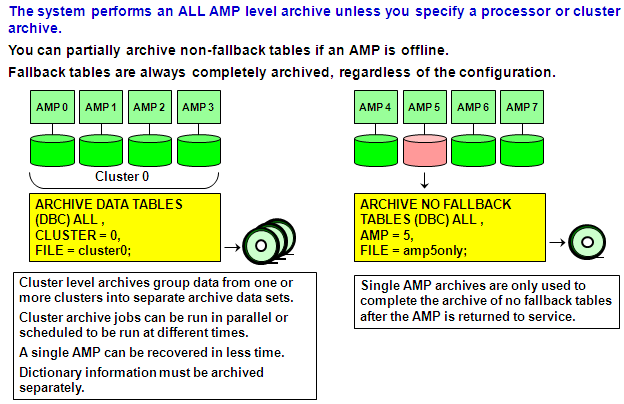 The system performs an ALL AMP level archive unless you specify a processor or cluster
archive.
You can partially archive non-fallback tables if an AMP is offline.
Fallback tables are always completely archived, regardless of the configuration.
AMP 0
AMP 1
AMP 2
AMP 3
Cluster 0
ARCHIVE DATA TABLES
(DBC) ALL ,
CLUSTER = 0,
FILE = cluster0;
Cluster level archives group data from one or
more clusters into separate archive data sets.
Cluster archive jobs can be run in parallel or
scheduled to be run at different times.
A single AMP can be recovered in less time.
Dictionary information must be archived
separately.
AMP 4
AMP 5
AMP 6
AMP 7
ARCHIVE NO FALLBACK
TABLES (DBC) ALL ,
AMP = 5,
FILE = amp5only;
Single AMP archives are only used to
complete the archive of no fallback tables
after the AMP is returned to service.